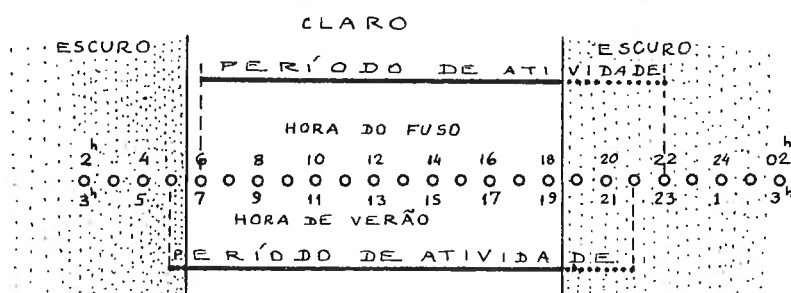 CLARO
ESCURO ESCURO
PERÍODO DE ATIVIDADE
HORA DO FUSO
2h 4 6 8 10 12 14 16 18 20 22 24 02h
3h 5 7 9 11 13 15 17 19 21 23 1 3h
HORA DE VERÃO
PERÍODO DE ATIVIDADE